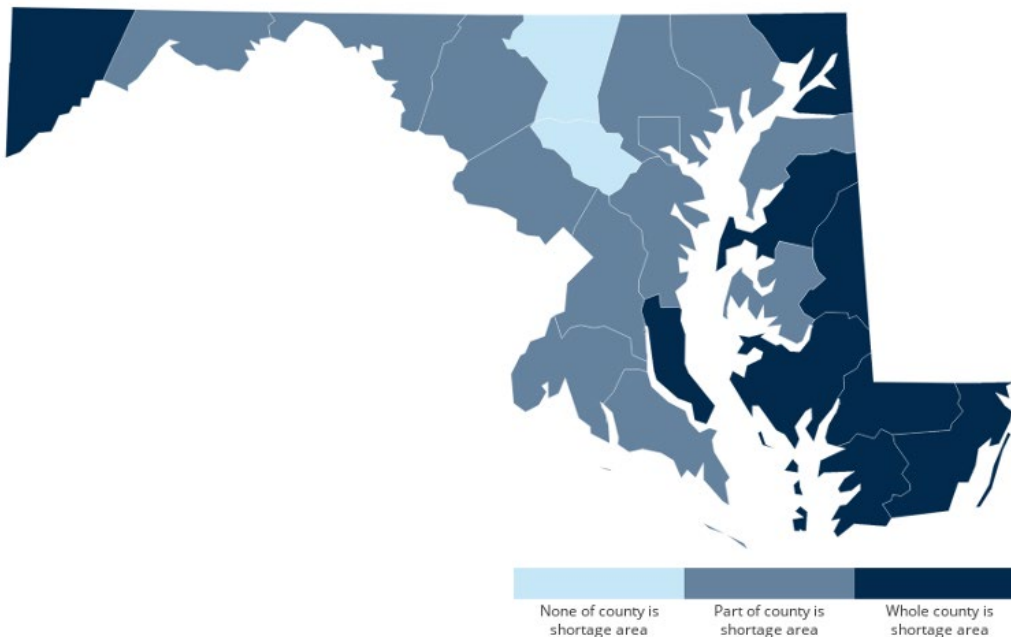 None of county is
shortage area
Part of county is
shortage area
Whole county is
shortage area